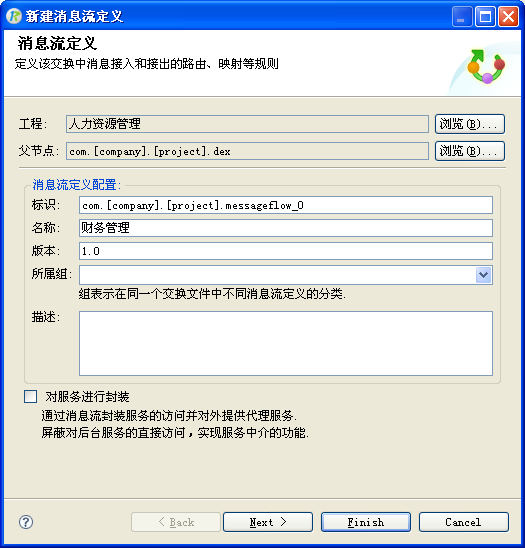 新建消息流定义
消息流定义
定义该交换中消息接入和接出的路由、映射等规则
工程: 人力资源管理 浏览(B)...
父节点: com.[company].[project].dex 浏览(B)...
消息流定义配置:
标识: com.[company].[project].messageflow_0
名称: 财务管理
版本: 1.0
所属组:
组表示在同一个交换文件中不同消息流定义的分类.
描述:
对服务进行封装
通过消息流封装服务的访问并对外提供代理服务.
屏蔽对后台服务的直接访问,实现服务中介的功能.
? < Back Next > Finish Cancel